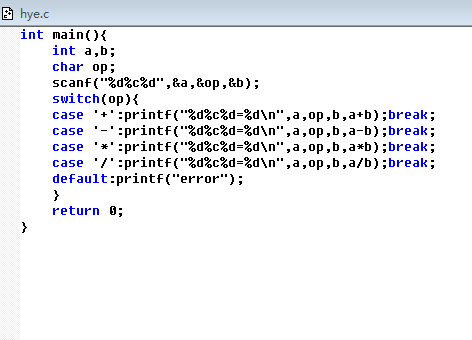 hye.c
int main(){
int a,b;
char op;
scanf("%d%c%d",&a,&op,&b);
switch(op){
case '+':printf("%d%c%d=%d\n",a,op,b,a+b);break;
case '-':printf("%d%c%d=%d\n",a,op,b,a-b);break;
case '*':printf("%d%c%d=%d\n",a,op,b,a*b);break;
case '/':printf("%d%c%d=%d\n",a,op,b,a/b);break;
default:printf("error");
}
return 0;
}